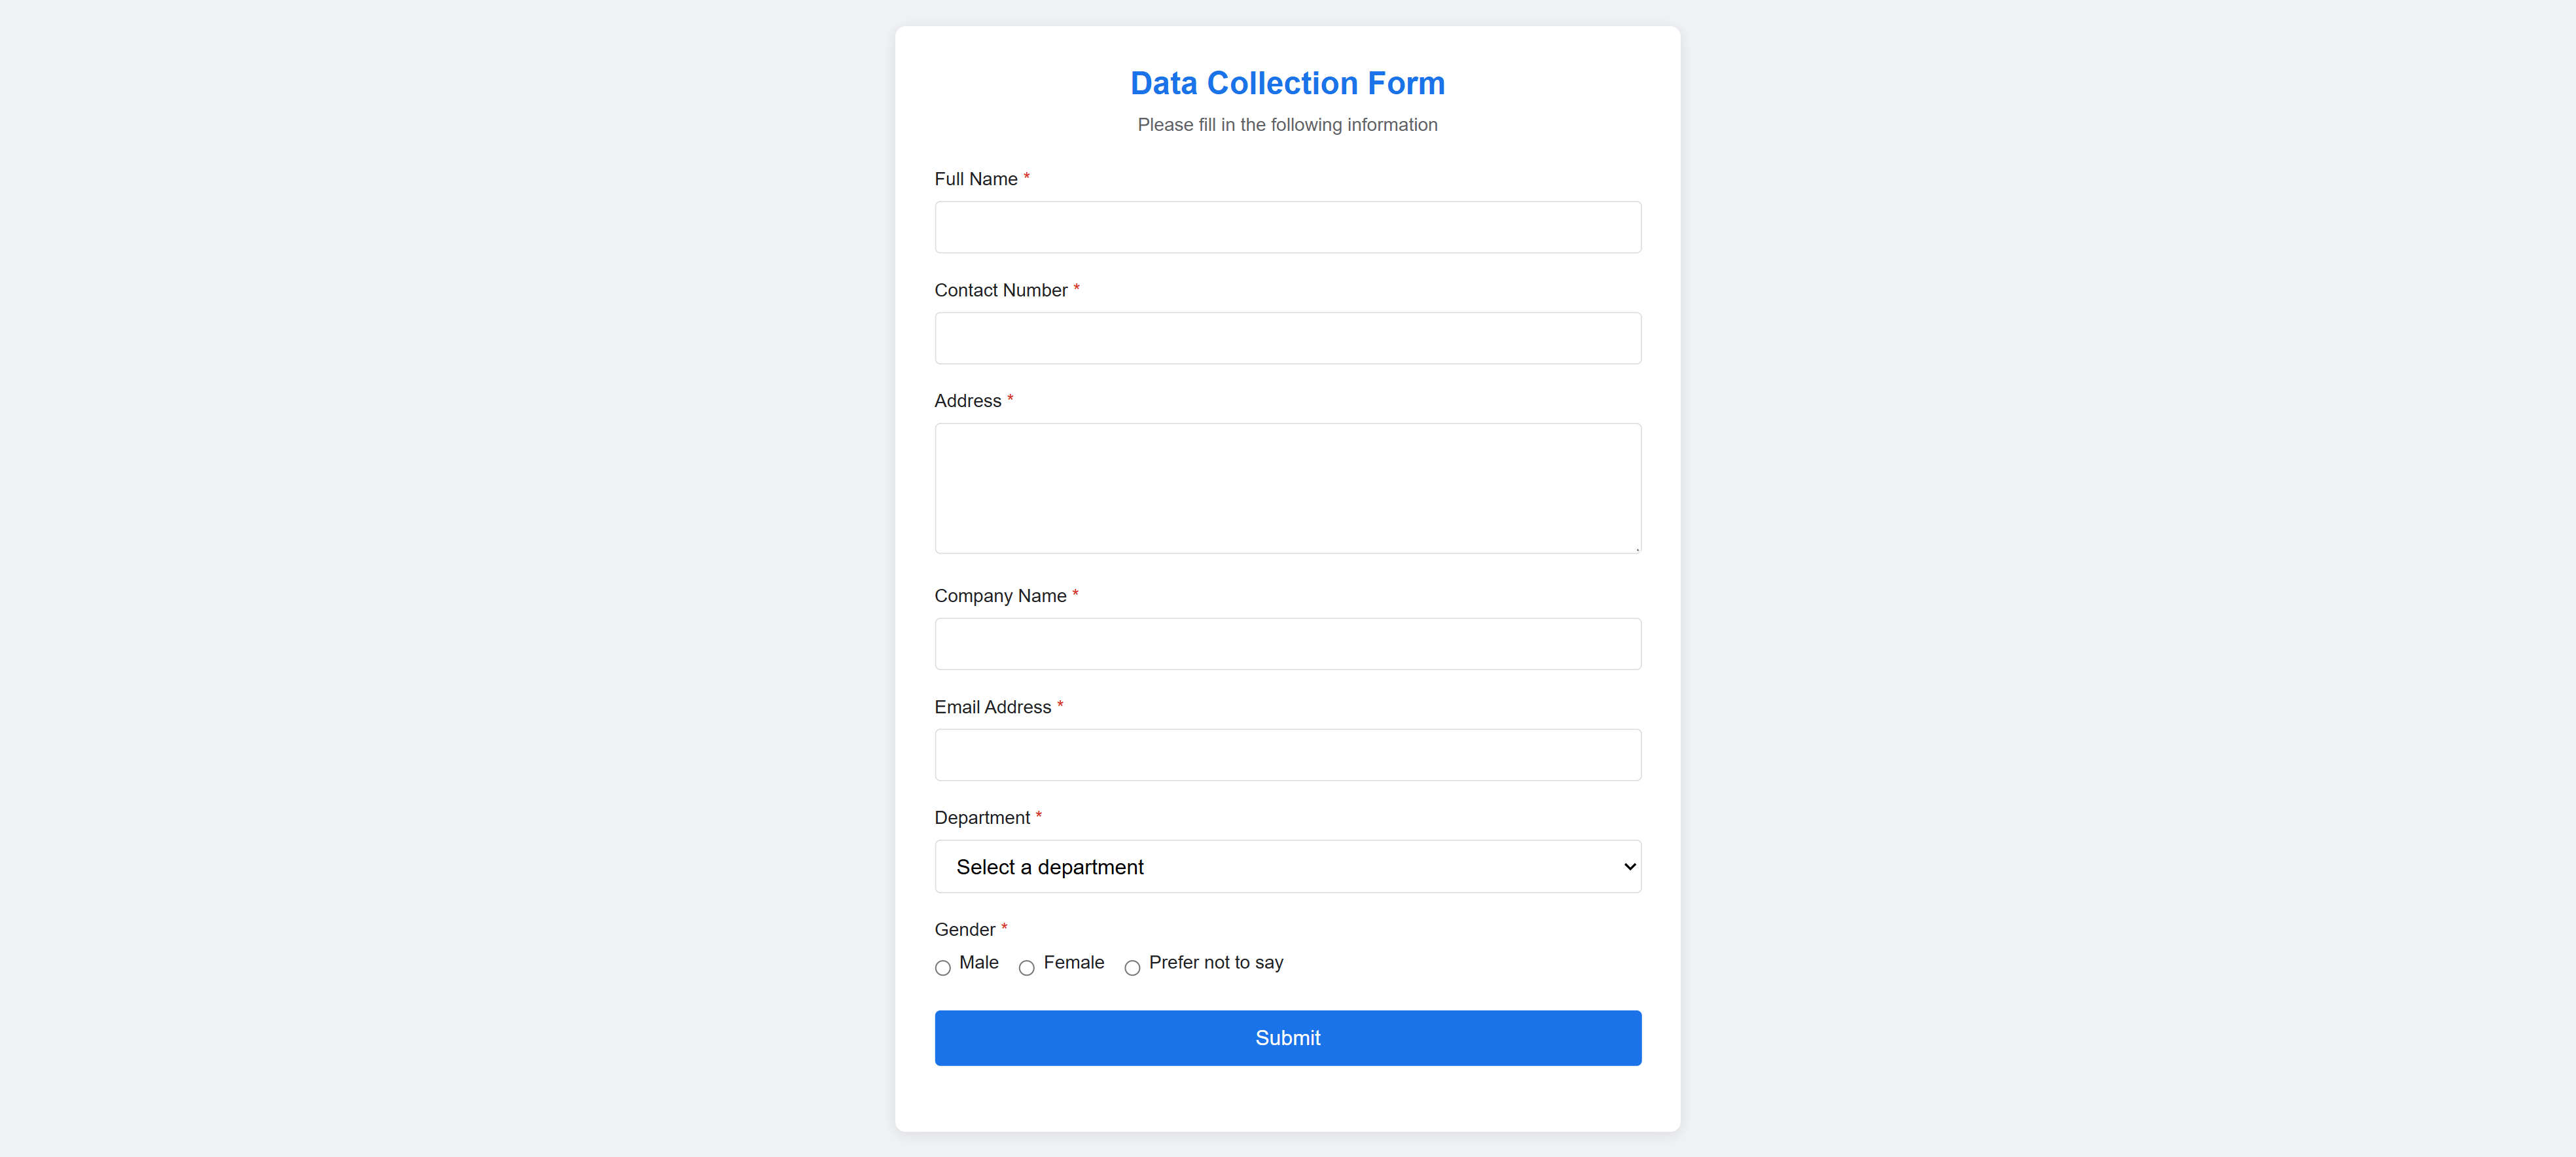 Data Collection Form
Please fill in the following information
Full Name *
Contact Number *
Address *
Company Name *
Email Address *
Department *
Select a department
Gender *
Male Female Prefer not to say
Submit